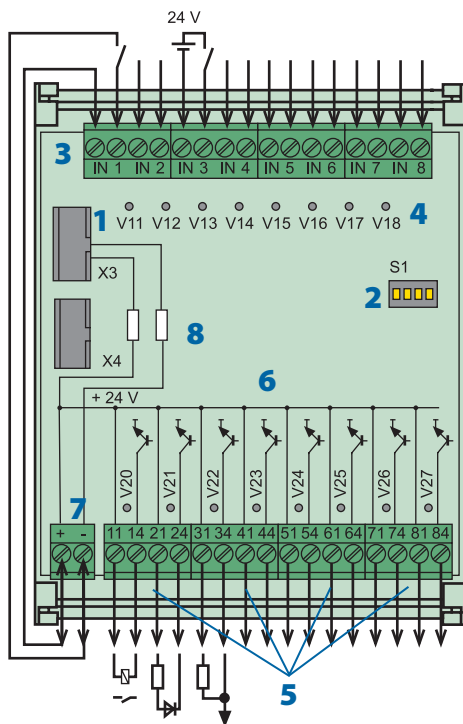 24 V
3
IN 1 IN 2 IN 3 IN 4 IN 5 IN 6 IN 7 IN 8
1
V11 V12 V13 V14 V15 V16 V17 V18
4
X3
S1
2
8
X4
+ 24 V
6
V20 V21 V22 V23 V24 V25 V26 V27
7
+ - 11 14 21 24 31 34 41 44 51 54 61 64 71 74 81 84
5